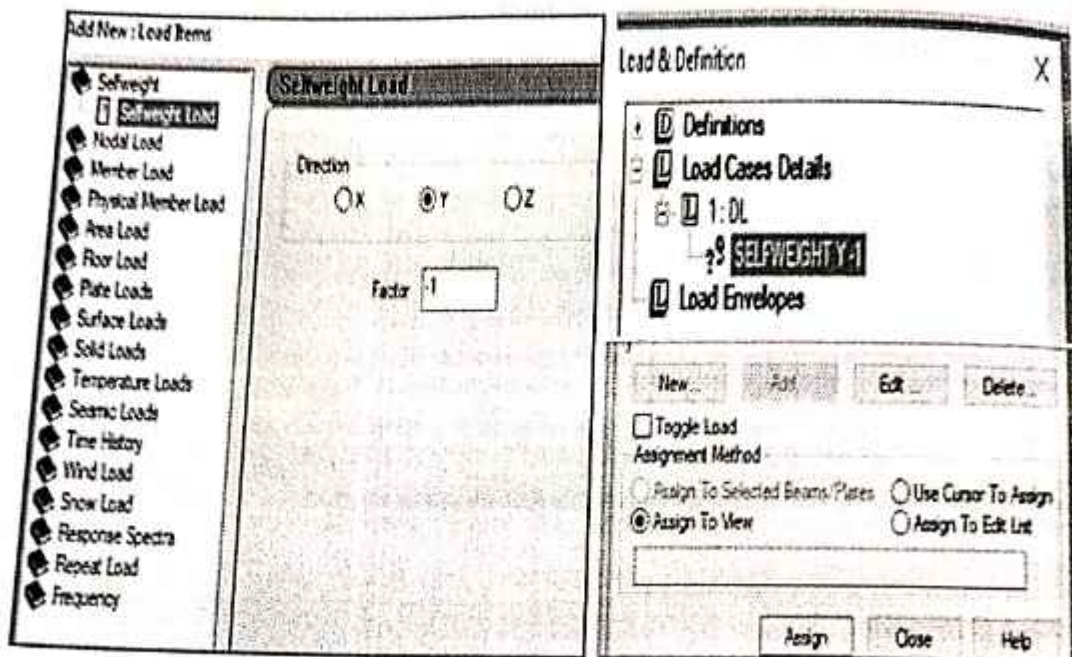 Add New : Load Items
Selfweight
Selfweight Load
Nodal Load
Member Load
Physical Member Load
Area Load
Floor Load
Plate Loads
Surface Loads
Solid Loads
Temperature Loads
Seismic Loads
Time History
Wind Load
Snow Load
Response Spectra
Repeat Load
Frequency
Selfweight Load
Direction
X Y Z
Factor -1
Load & Definition X
D Definitions
L Load Cases Details
L 1 : DL
SELFWEIGHT Y -1
L Load Envelopes
New... Add... Edit... Delete...
Toggle Load
Assignment Method
Assign To Selected Beams/Plates Use Cursor To Assign
Assign To View Assign To Edit List
Assign Close Help